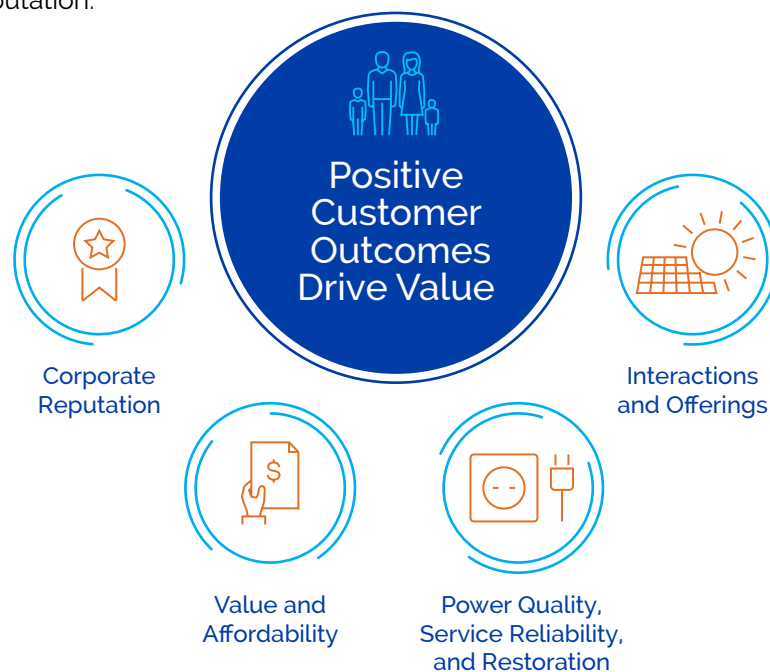 Positive
Customer
Outcomes
Drive Value
Corporate
Reputation
Interactions
and Offerings
$
Value and
Affordability
Power Quality,
Service Reliability,
and Restoration